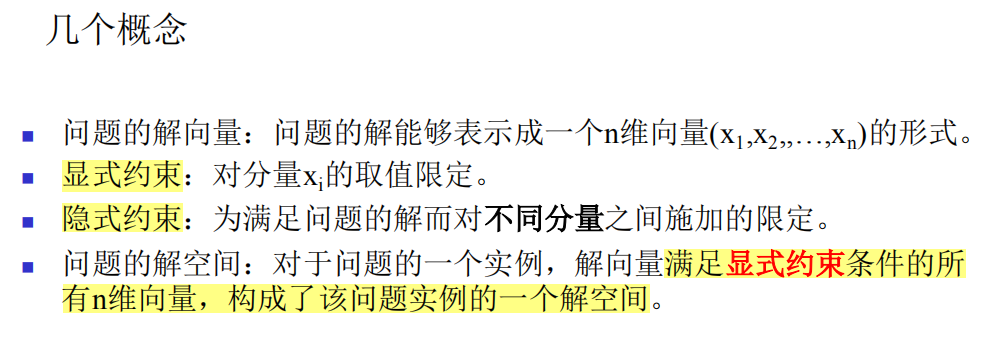 几个概念
问题的解向量：问题的解能够表示成一个n维向量(x₁,x₂,,…,xₙ)的形式。
显式约束：对分量xᵢ的取值限定。
隐式约束：为满足问题的解而对不同分量之间施加的限定。
问题的解空间：对于问题的一个实例，解向量满足显式约束条件的所
有n维向量，构成了该问题实例的一个解空间。